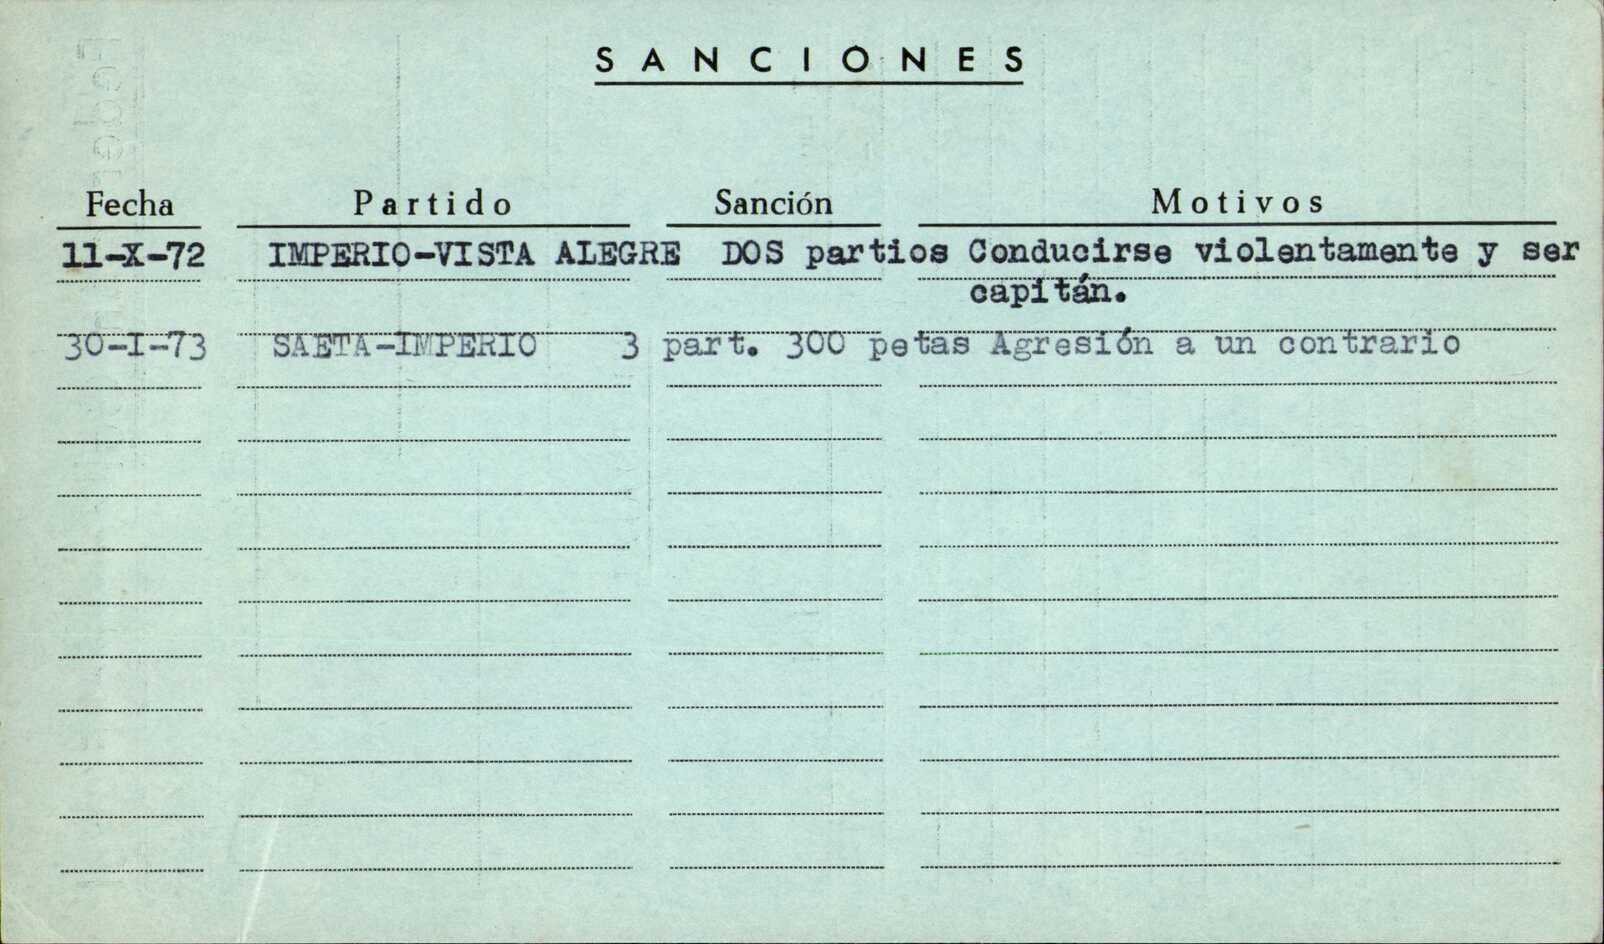 SANCIONES
Fecha Partido Sanción Motivos
11-X-72 IMPERIO-VISTA ALEGRE DOS partios Conducirse violentamente y ser
capitán.
30-I-73 SAETA-IMPERIO 3 part. 300 petas Agresión a un contrario